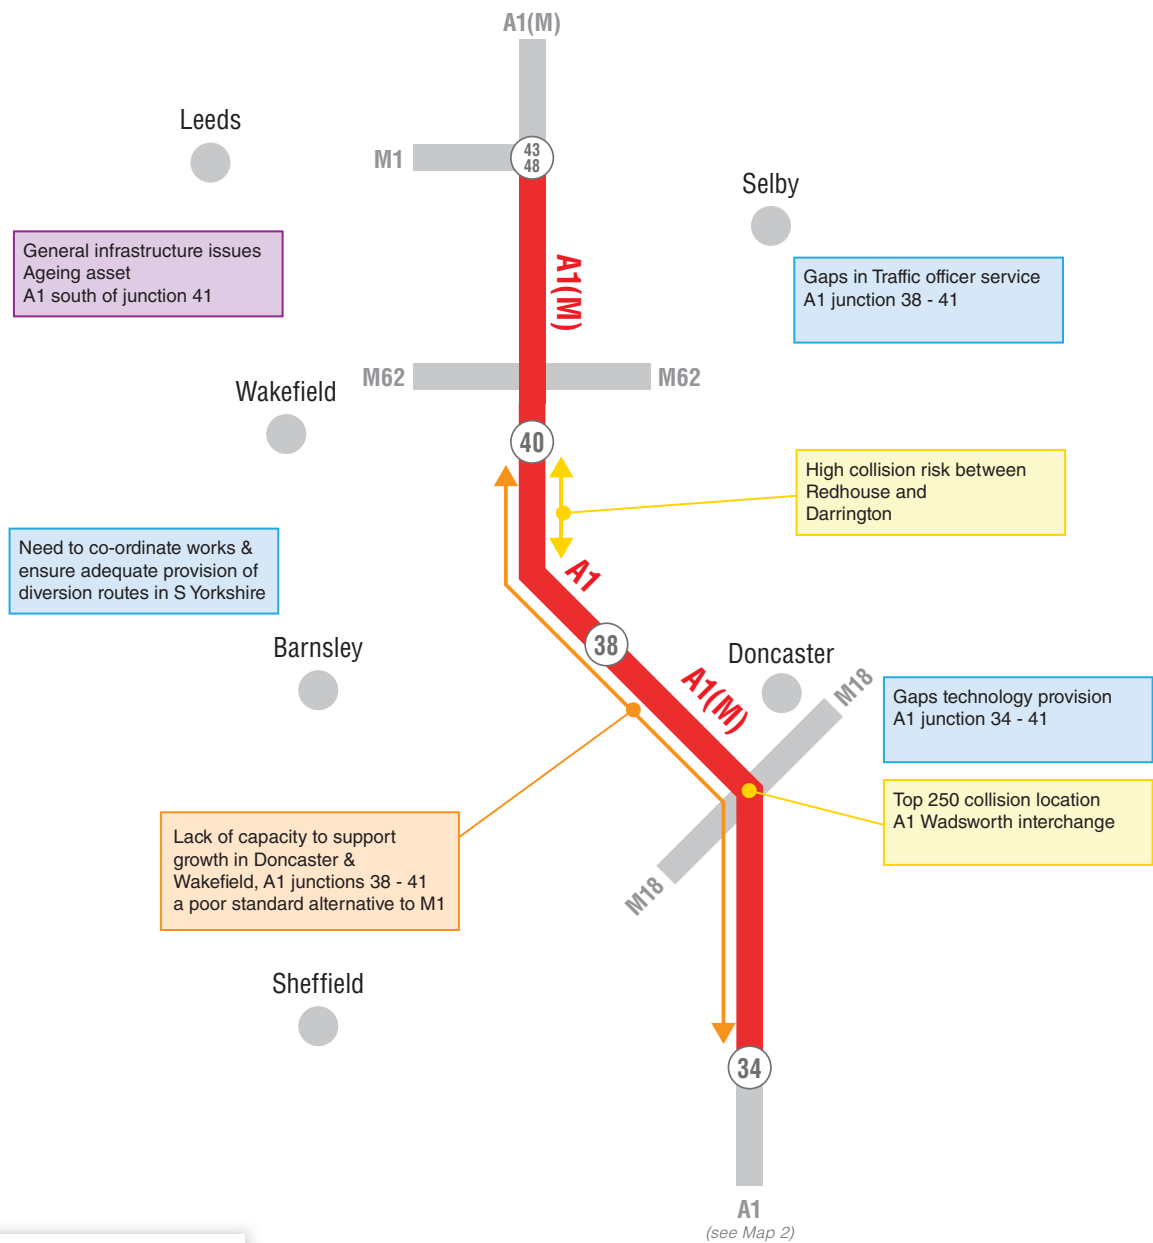 A1(M)
Leeds
M1
43
48
Selby
General infrastructure issues
Ageing asset
A1 south of junction 41
A1(M)
Gaps in Traffic officer service
A1 junction 38 - 41
M62
M62
Wakefield
40
High collision risk between
Redhouse and
Darrington
Need to co-ordinate works &
ensure adequate provision of
diversion routes in S Yorkshire
A1
38
Barnsley
Doncaster
A1(M)
M18
Gaps technology provision
A1 junction 34 - 41
Top 250 collision location
A1 Wadsworth interchange
Lack of capacity to support
growth in Doncaster &
Wakefield, A1 junctions 38 - 41
a poor standard alternative to M1
M18
Sheffield
34
A1
(see Map 2)